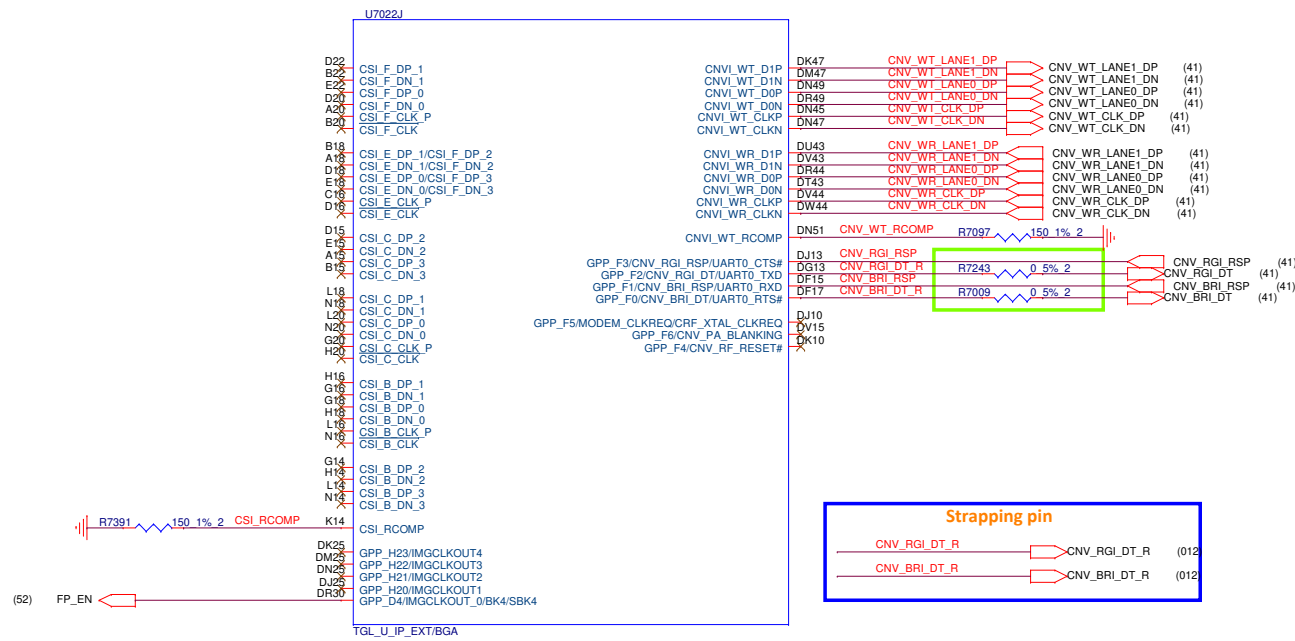 U7022J
D22 CSI_F_DP_1
B22 CSI_F_DN_1
E22 CSI_F_DP_0
D20 CSI_F_DN_0
A20 CSI_F_CLK_P
B20 CSI_F_CLK
B18 CSI_E_DP_1/CSI_F_DP_2
A18 CSI_E_DN_1/CSI_F_DN_2
D18 CSI_E_DP_0/CSI_F_DP_3
E18 CSI_E_DN_0/CSI_F_DN_3
C16 CSI_E_CLK_P
D16 CSI_E_CLK
D15 CSI_C_DP_2
E15 CSI_C_DN_2
A15 CSI_C_DP_3
B15 CSI_C_DN_3
L18 CSI_C_DP_1
N18 CSI_C_DN_1
L20 CSI_C_DP_0
N20 CSI_C_DN_0
G20 CSI_C_CLK_P
H20 CSI_C_CLK
H16 CSI_B_DP_1
G16 CSI_B_DN_1
G18 CSI_B_DP_0
H18 CSI_B_DN_0
L16 CSI_B_CLK_P
N16 CSI_B_CLK
G14 CSI_B_DP_2
H14 CSI_B_DN_2
L14 CSI_B_DP_3
N14 CSI_B_DN_3
R7391 150_1%_2 CSI_RCOMP K14 CSI_RCOMP
DK25 GPP_H23/IMGCLKOUT4
DM25 GPP_H22/IMGCLKOUT3
DN25 GPP_H21/IMGCLKOUT2
DJ25 GPP_H20/IMGCLKOUT1
(52) FP_EN DR30 GPP_D4/IMGCLKOUT_0/BK4/SBK4
TGL_U_IP_EXT/BGA
CNVI_WT_D1P DK47 CNV_WT_LANE1_DP CNV_WT_LANE1_DP (41)
CNVI_WT_D1N DM47 CNV_WT_LANE1_DN CNV_WT_LANE1_DN (41)
CNVI_WT_D0P DN49 CNV_WT_LANE0_DP CNV_WT_LANE0_DP (41)
CNVI_WT_D0N DR49 CNV_WT_LANE0_DN CNV_WT_LANE0_DN (41)
CNVI_WT_CLKP DN45 CNV_WT_CLK_DP CNV_WT_CLK_DP (41)
CNVI_WT_CLKN DN47 CNV_WT_CLK_DN CNV_WT_CLK_DN (41)
CNVI_WR_D1P DU43 CNV_WR_LANE1_DP CNV_WR_LANE1_DP (41)
CNVI_WR_D1N DV43 CNV_WR_LANE1_DN CNV_WR_LANE1_DN (41)
CNVI_WR_D0P DR44 CNV_WR_LANE0_DP CNV_WR_LANE0_DP (41)
CNVI_WR_D0N DT43 CNV_WR_LANE0_DN CNV_WR_LANE0_DN (41)
CNVI_WR_CLKP DV44 CNV_WR_CLK_DP CNV_WR_CLK_DP (41)
CNVI_WR_CLKN DW44 CNV_WR_CLK_DN CNV_WR_CLK_DN (41)
CNVI_WT_RCOMP DN51 CNV_WT_RCOMP R7097 150_1%_2
GPP_F3/CNV_RGI_RSP/UART0_CTS# DJ13 CNV_RGI_RSP CNV_RGI_RSP (41)
GPP_F2/CNV_RGI_DT/UART0_TXD DG13 CNV_RGI_DT_R R7243 0_5%_2 CNV_RGI_DT (41)
GPP_F1/CNV_BRI_RSP/UART0_RXD DF15 CNV_BRI_RSP CNV_BRI_RSP (41)
GPP_F0/CNV_BRI_DT/UART0_RTS# DF17 CNV_BRI_DT_R R7009 0_5%_2 CNV_BRI_DT (41)
GPP_F5/MODEM_CLKREQ/CRF_XTAL_CLKREQ DJ10
GPP_F6/CNV_PA_BLANKING DV15
GPP_F4/CNV_RF_RESET# DK10
Strapping pin
CNV_RGI_DT_R CNV_RGI_DT_R (012
CNV_BRI_DT_R CNV_BRI_DT_R (012